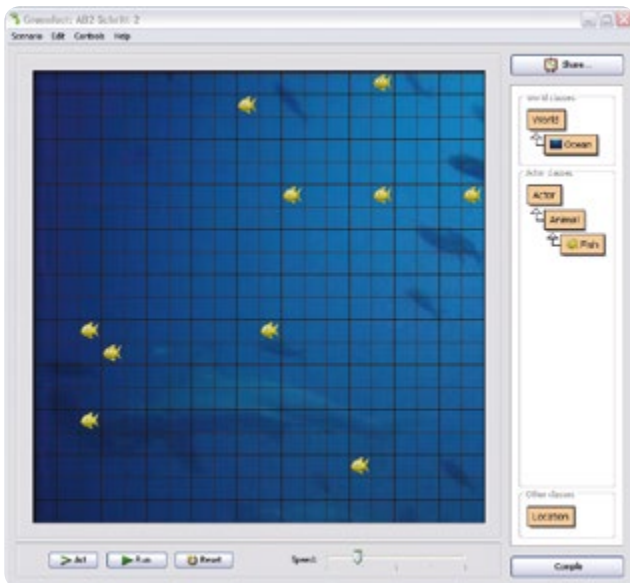 Greenfoot: AB2 Schritt 2
Scenario Edit Controls Help
Share...
World classes
World
Ocean
Actor classes
Actor
Animal
Fish
Other classes
Location
Act
Run
Reset
Speed:
Compile